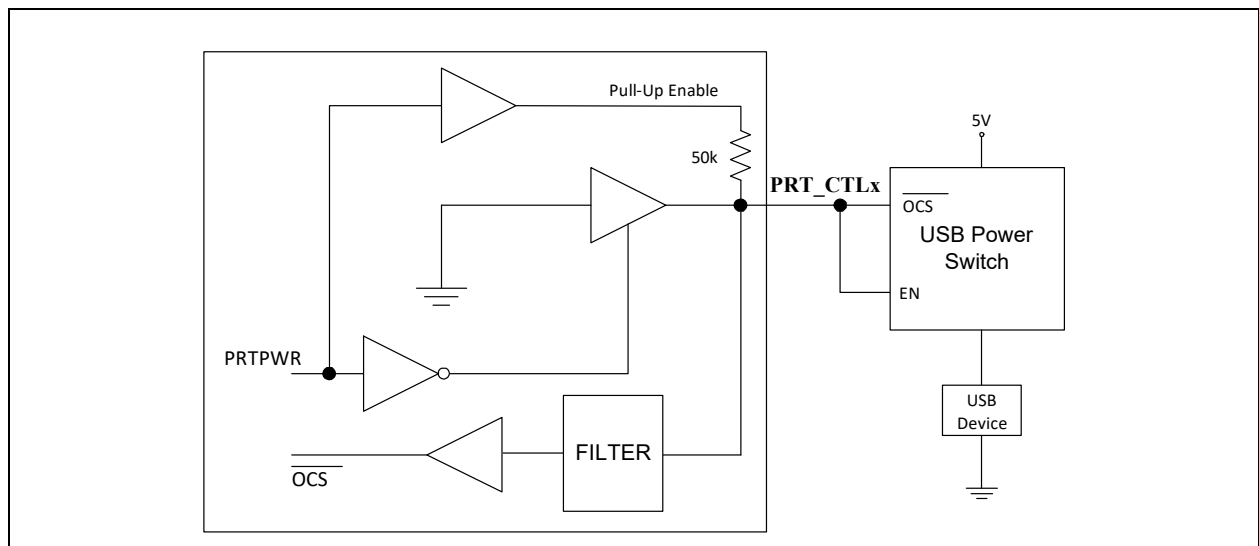 Pull-Up Enable
50k
PRT_CTLx
5V
OCS
USB Power
Switch
EN
PRTPWR
FILTER
OCS
USB
Device